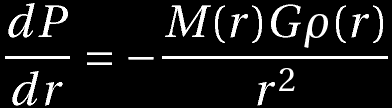 dP/dr = −M(r)Gρ(r)/r²